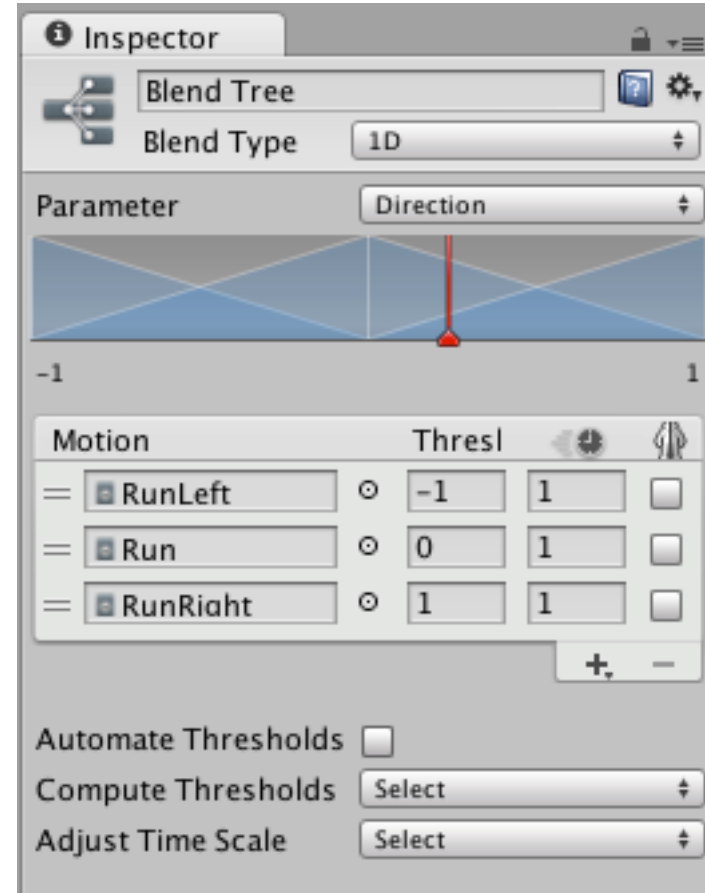 Inspector
Blend Tree
Blend Type 1D
Parameter Direction
-1 1
Motion Thresl
RunLeft -1 1
Run 0 1
RunRight 1 1
Automate Thresholds
Compute Thresholds Select
Adjust Time Scale Select